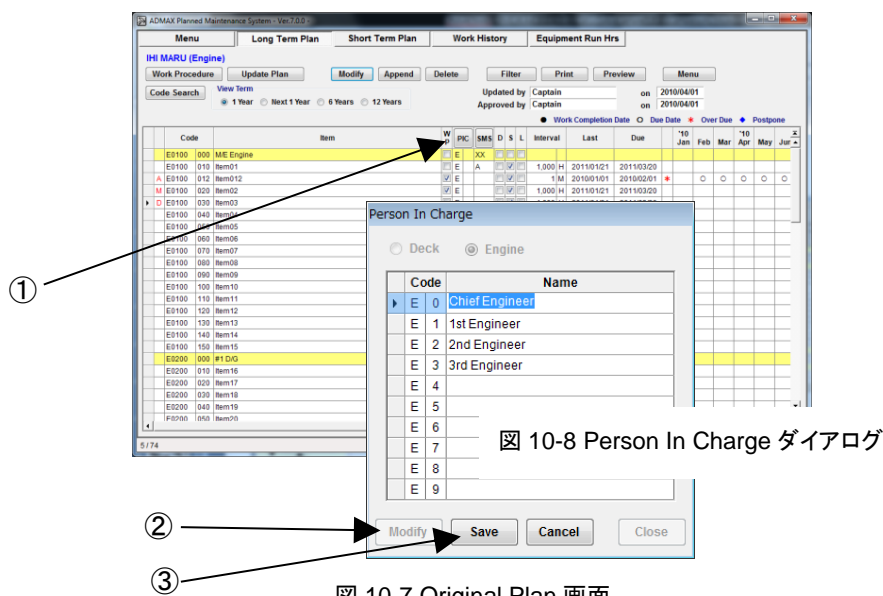 ADMAX Planned Maintenance System - Ver.7.0.0 -
Menu Long Term Plan Short Term Plan Work History Equipment Run Hrs
IHI MARU (Engine)
Work Procedure Update Plan Modify Append Delete Filter Print Preview Menu
Code Search View Term Updated by Captain on 2010/04/01
1 Year Next 1 Year 6 Years 12 Years Approved by Captain on 2010/04/01
● Work Completion Date O Due Date * Over Due ◆ Postpone
Code Item W P PIC SMS D S L Interval Last Due '10 Jan Feb Mar '10 Apr May Jur
E0100 000 M/E Engine E XX
E0100 010 Item01 E A 1,000 H 2011/01/21 2011/03/20
A E0100 012 Item012 E 1 M 2010/01/01 2010/02/01 * O O O O O
M E0100 020 Item02 E 1,000 H 2011/01/21 2011/03/20
D E0100 030 Item03
E0100 040 Item04
E0100 050 Item05
E0100 060 Item06
E0100 070 Item07
E0100 080 Item08
E0100 090 Item09
E0100 100 Item10
E0100 110 Item11
E0100 120 Item12
E0100 130 Item13
E0100 140 Item14
E0100 150 Item15
E0200 000 #1 D/G
E0200 010 Item16
E0200 020 Item17
E0200 030 Item18
E0200 040 Item19
E0200 050 Item20
5 / 74
Person In Charge
Deck Engine
Code Name
E 0 Chief Engineer
E 1 1st Engineer
E 2 2nd Engineer
E 3 3rd Engineer
E 4
E 5
E 6
E 7
E 8
E 9
Modify Save Cancel Close
①
②
③
図 10-8 Person In Charge ダイアログ
図 10-7 Original Plan 画面